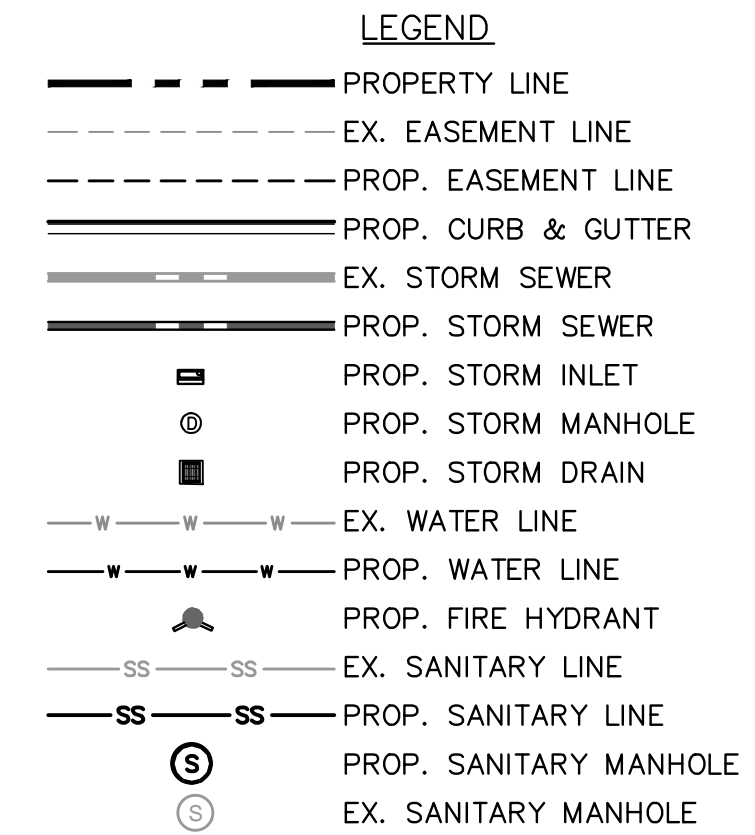 LEGEND
PROPERTY LINE
EX. EASEMENT LINE
PROP. EASEMENT LINE
PROP. CURB & GUTTER
EX. STORM SEWER
PROP. STORM SEWER
PROP. STORM INLET
D PROP. STORM MANHOLE
PROP. STORM DRAIN
W W W EX. WATER LINE
W W W PROP. WATER LINE
PROP. FIRE HYDRANT
SS SS EX. SANITARY LINE
SS SS PROP. SANITARY LINE
S PROP. SANITARY MANHOLE
S EX. SANITARY MANHOLE